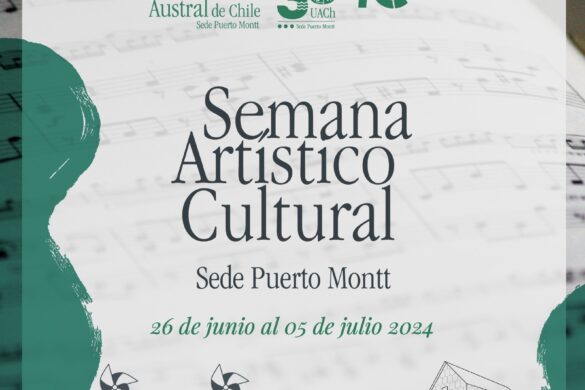 Austral de Chile
Sede Puerto Montt
UACh
Sede Puerto Montt
Semana
Artístico
Cultural
Sede Puerto Montt
26 de junio al 05 de julio 2024